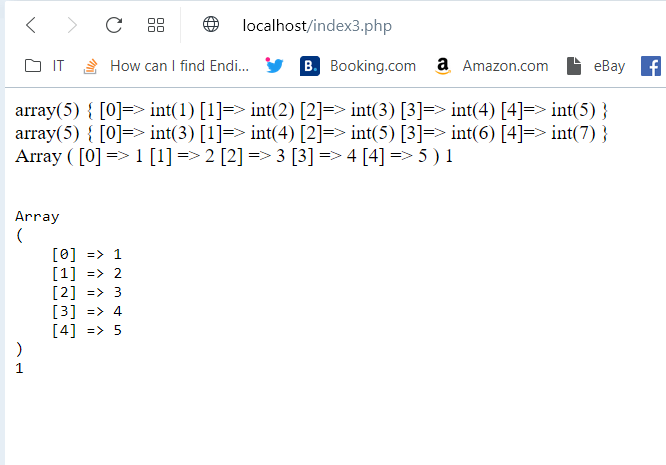 localhost/index3.php
IT How can I find Endi... B. Booking.com a Amazon.com eBay f
array(5) { [0]=> int(1) [1]=> int(2) [2]=> int(3) [3]=> int(4) [4]=> int(5) }
array(5) { [0]=> int(3) [1]=> int(4) [2]=> int(5) [3]=> int(6) [4]=> int(7) }
Array ( [0] => 1 [1] => 2 [2] => 3 [3] => 4 [4] => 5 ) 1
Array
(
    [0] => 1
    [1] => 2
    [2] => 3
    [3] => 4
    [4] => 5
)
1